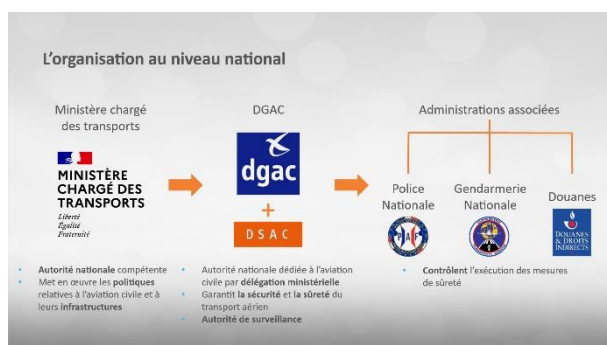 L'organisation au niveau national
Ministère chargé
des transports
MINISTÈRE
CHARGÉ DES
TRANSPORTS
Liberté
Égalité
Fraternité
DGAC
dgac
+
DSAC
Administrations associées
Police
Nationale
PAF
Gendarmerie
Nationale
Douanes
DOUANES
& DROITS
INDIRECTS
• Autorité nationale compétente
• Met en œuvre les politiques
relatives à l'aviation civile et à
leurs infrastructures
• Autorité nationale dédiée à l'aviation
civile par délégation ministérielle
• Garantit la sécurité et la sûreté du
transport aérien
• Autorité de surveillance
• Contrôlent l'exécution des mesures
de sûreté